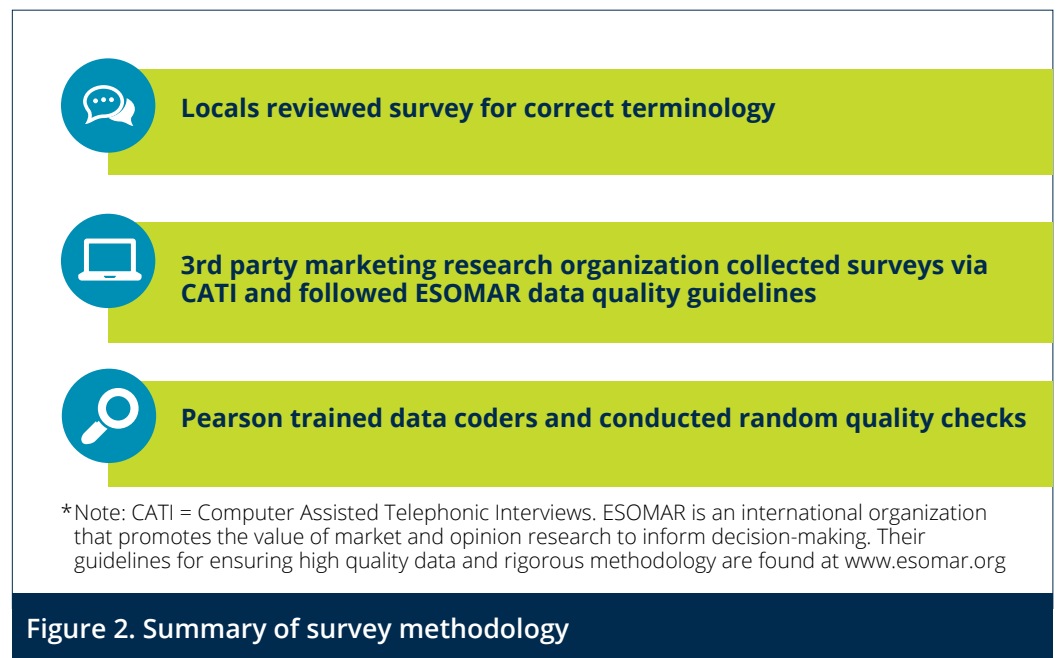 Locals reviewed survey for correct terminology
3rd party marketing research organization collected surveys via
CATI and followed ESOMAR data quality guidelines
Pearson trained data coders and conducted random quality checks
*Note: CATI = Computer Assisted Telephonic Interviews. ESOMAR is an international organization
that promotes the value of market and opinion research to inform decision-making. Their
guidelines for ensuring high quality data and rigorous methodology are found at www.esomar.org
Figure 2. Summary of survey methodology